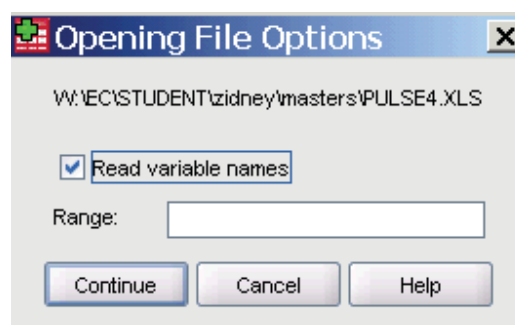 Opening File Options
W:\EC\STUDENT\zidney\masters\PULSE4.XLS
Read variable names
Range:
Continue Cancel Help